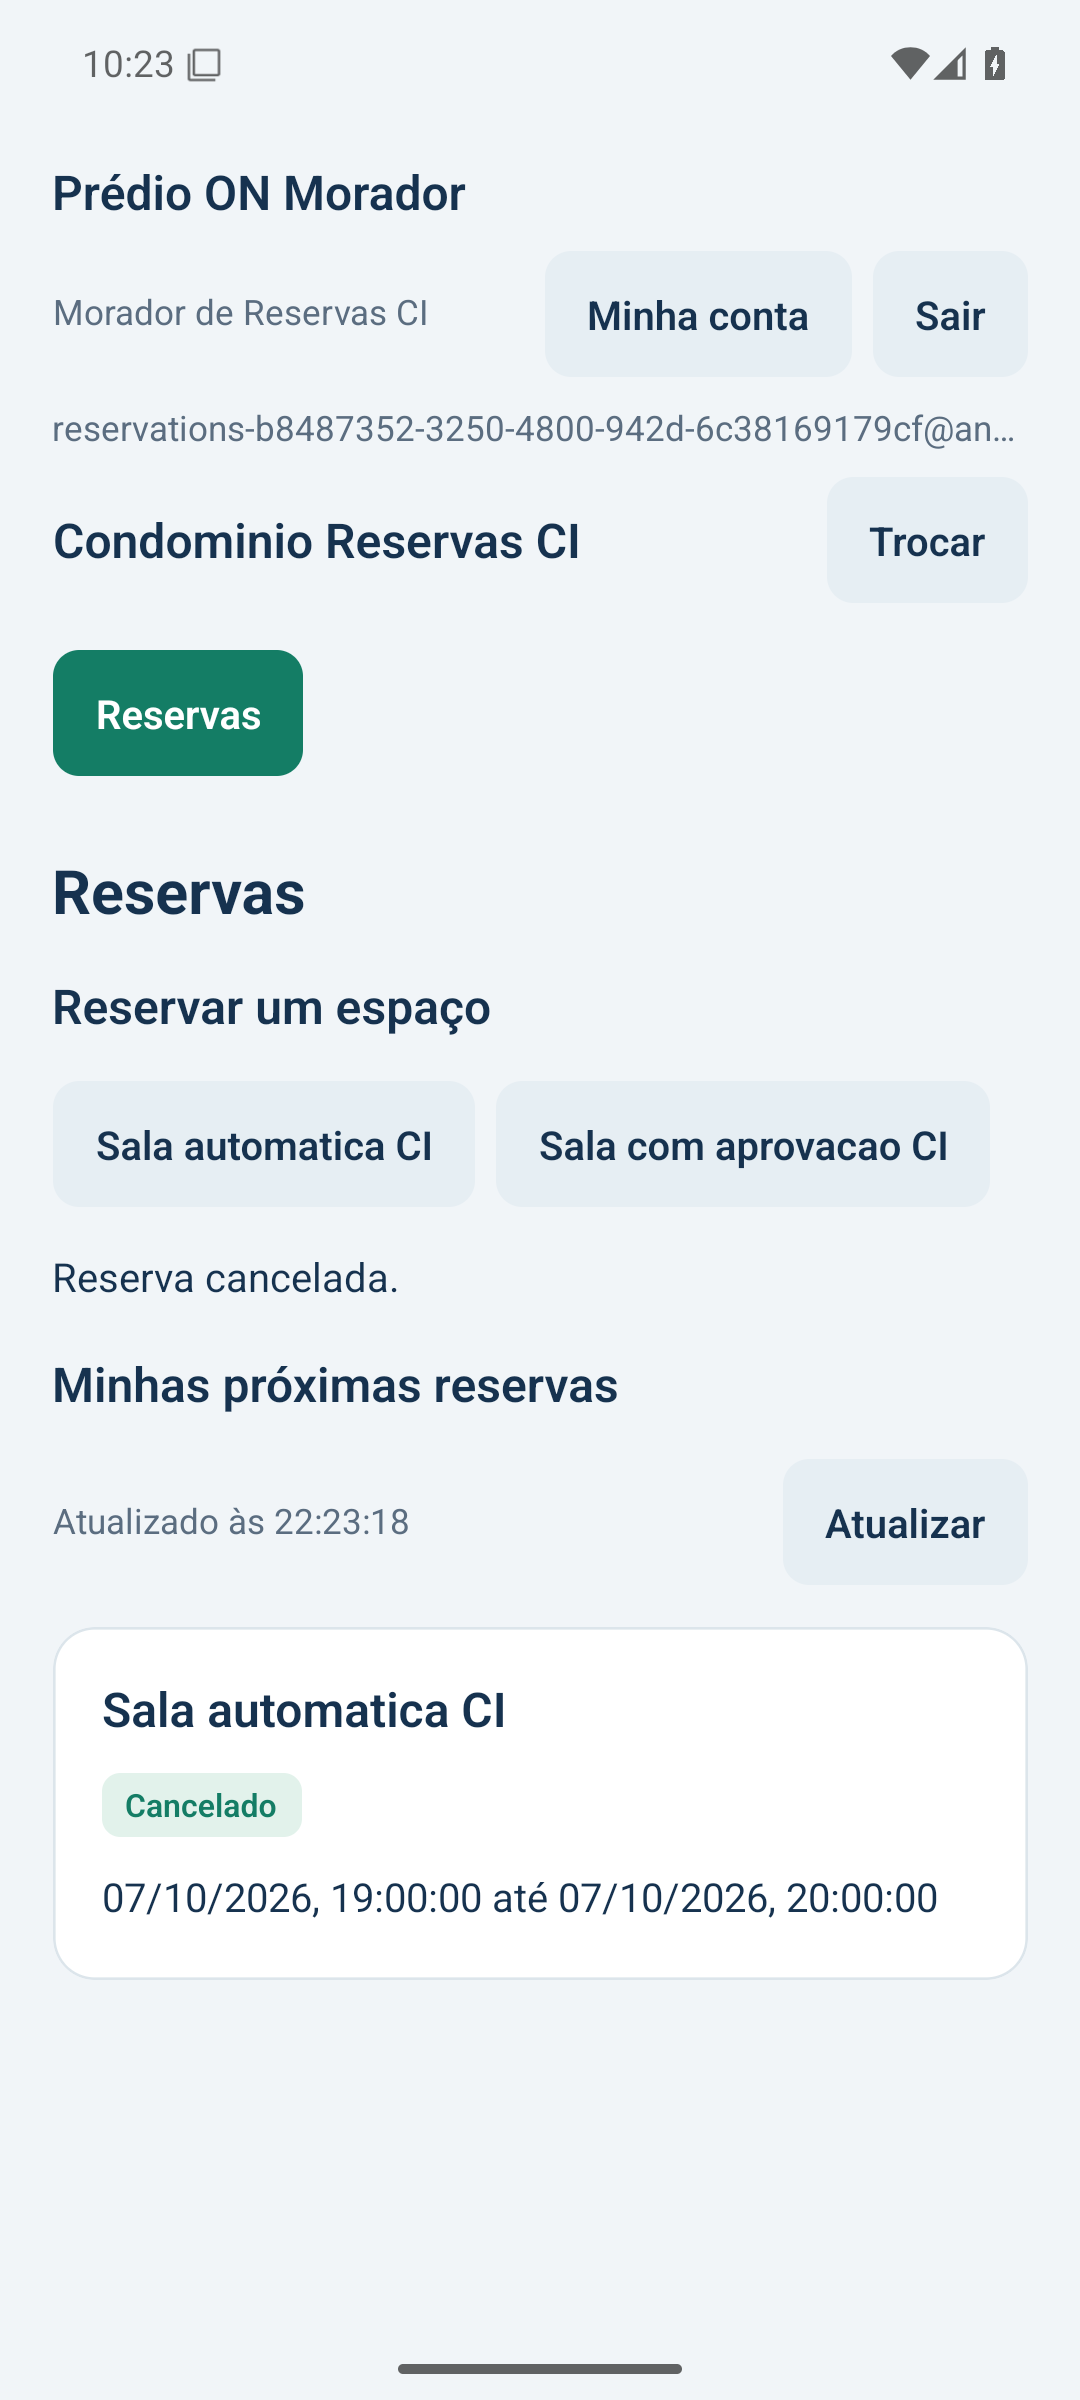 10:23
Prédio ON Morador
Morador de Reservas CI
Minha conta
Sair
reservations-b8487352-3250-4800-942d-6c38169179cf@an…
Condominio Reservas CI
Trocar
Reservas
Reservas
Reservar um espaço
Sala automatica CI
Sala com aprovacao CI
Reserva cancelada.
Minhas próximas reservas
Atualizado às 22:23:18
Atualizar
Sala automatica CI
Cancelado
07/10/2026, 19:00:00 até 07/10/2026, 20:00:00